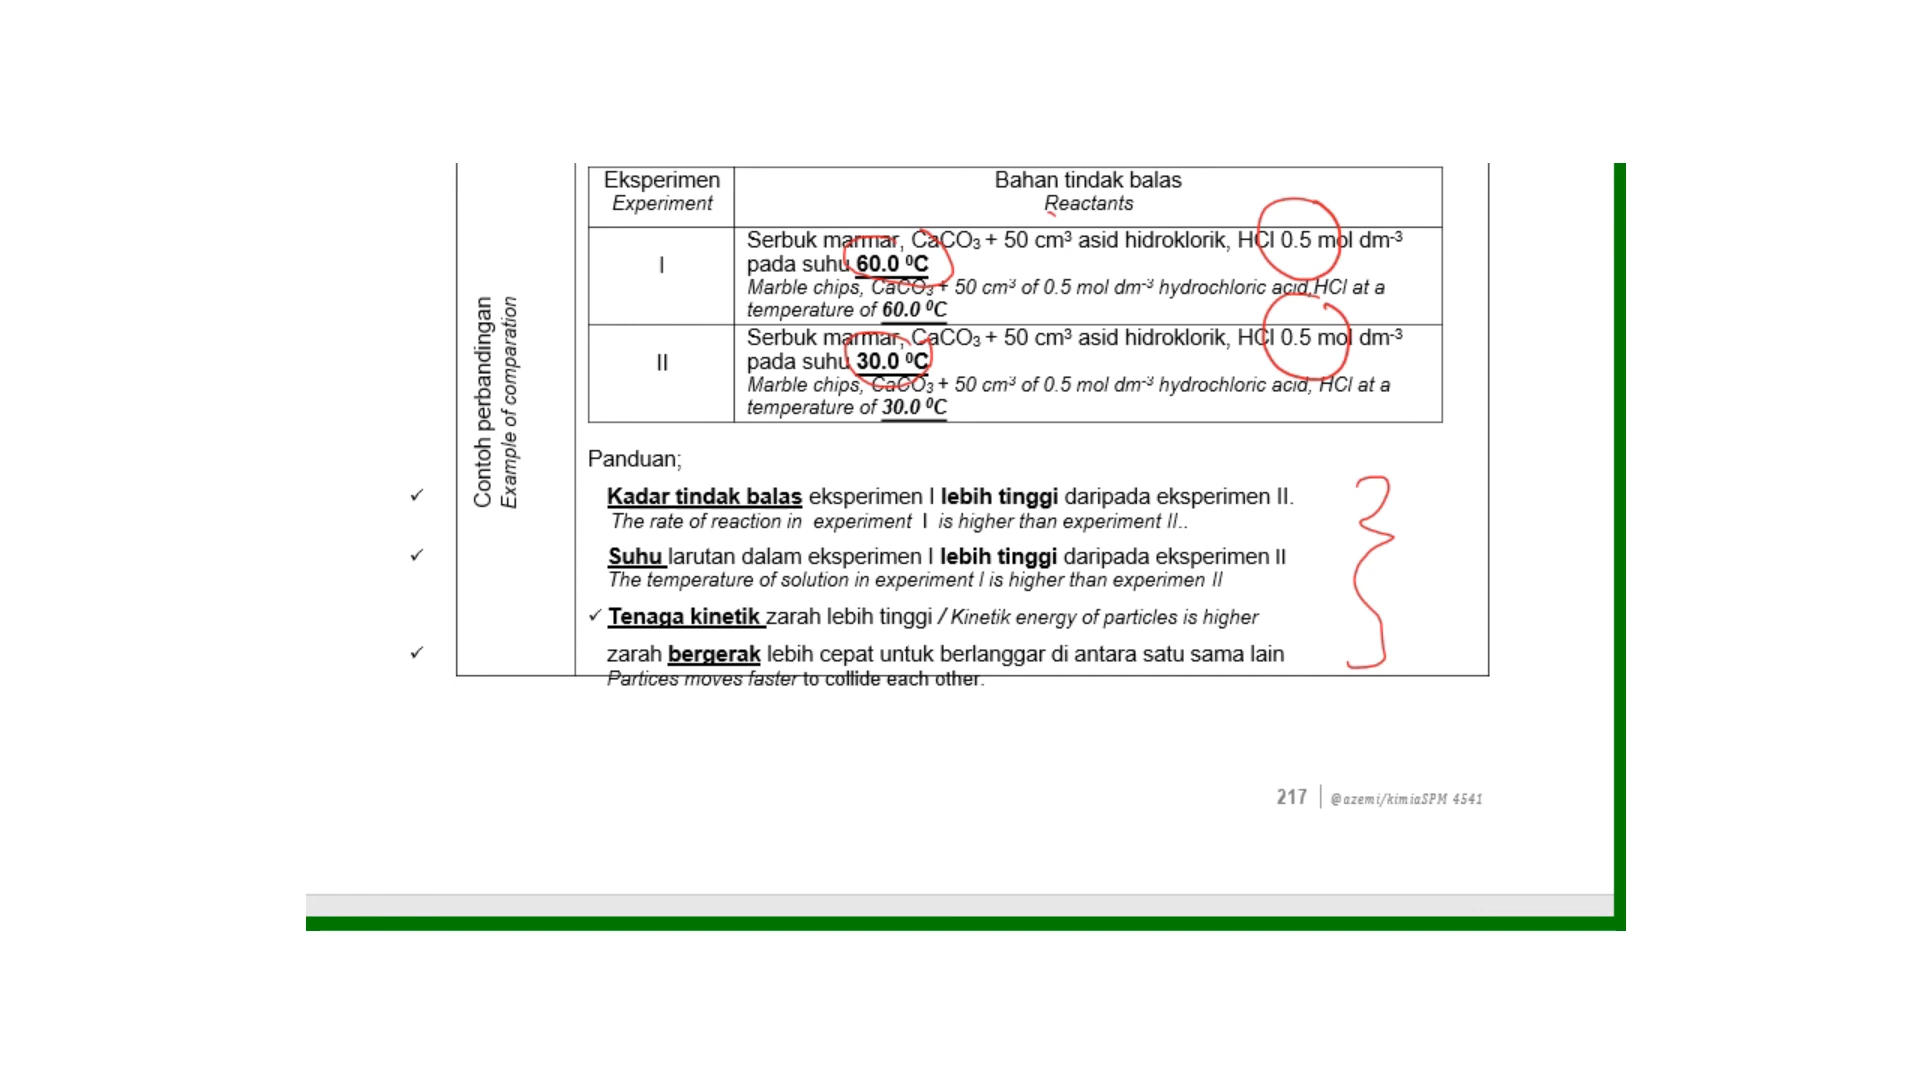 Eksperimen
Experiment
Bahan tindak balas
Reactants
I
Serbuk marmar, CaCO₃ + 50 cm³ asid hidroklorik, HCl 0.5 mol dm⁻³
pada suhu 60.0 ⁰C
Marble chips, CaCO₃ + 50 cm³ of 0.5 mol dm⁻³ hydrochloric acid,HCl at a
temperature of 60.0 ⁰C
II
Serbuk marmar, CaCO₃ + 50 cm³ asid hidroklorik, HCl 0.5 mol dm⁻³
pada suhu 30.0 ⁰C
Marble chips, CaCO₃ + 50 cm³ of 0.5 mol dm⁻³ hydrochloric acid, HCl at a
temperature of 30.0 ⁰C
Contoh perbandingan
Example of comparation
Panduan;
✓ Kadar tindak balas eksperimen I lebih tinggi daripada eksperimen II.
The rate of reaction in experiment I is higher than experiment II..
✓ Suhu larutan dalam eksperimen I lebih tinggi daripada eksperimen II
The temperature of solution in experiment I is higher than experimen II
✓ Tenaga kinetik zarah lebih tinggi / Kinetik energy of particles is higher
✓ zarah bergerak lebih cepat untuk berlanggar di antara satu sama lain
Partices moves faster to collide each other.
217 | @azemi/kimiaSPM 4541